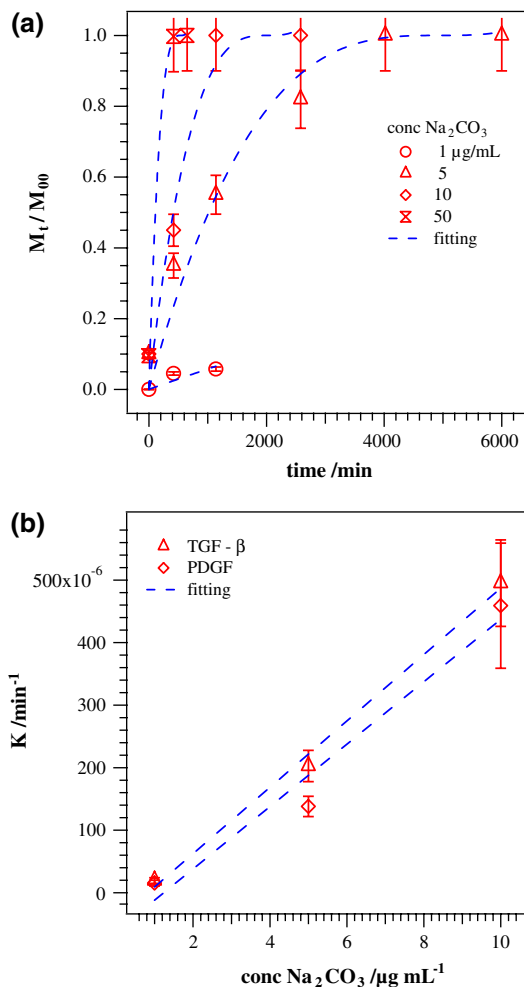 (a)
1.0
0.8
0.6
0.4
0.2
0.0
M_t / M_00
conc Na₂CO₃
1 µg/mL
5
10
50
fitting
0 2000 4000 6000
time /min
(b)
TGF - β
PDGF
fitting
500x10⁻⁶
400
300
200
100
0
K /min⁻¹
2 4 6 8 10
conc Na₂CO₃ /µg mL⁻¹